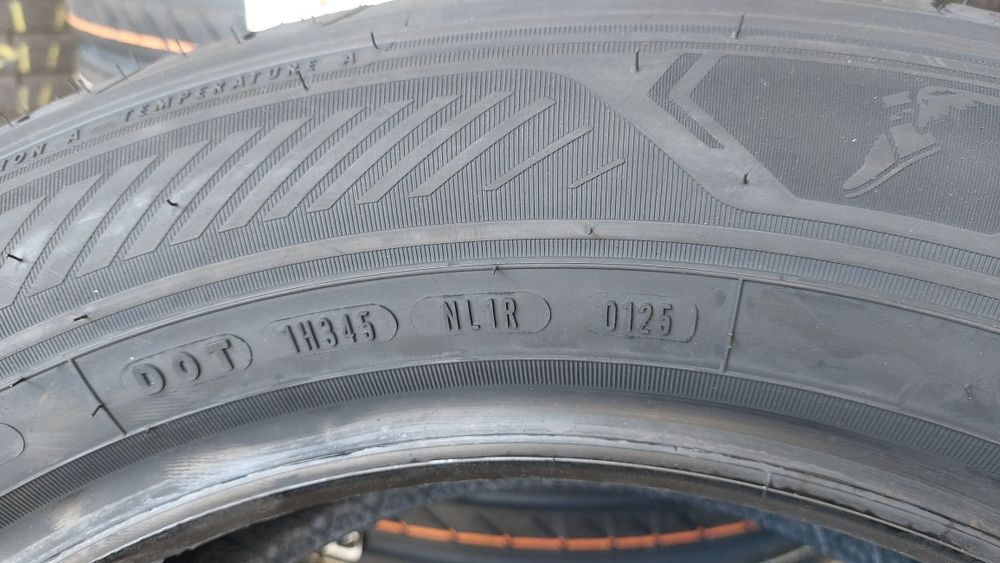 TEMPERATURE A
DOT 1H345 NL1R 0125